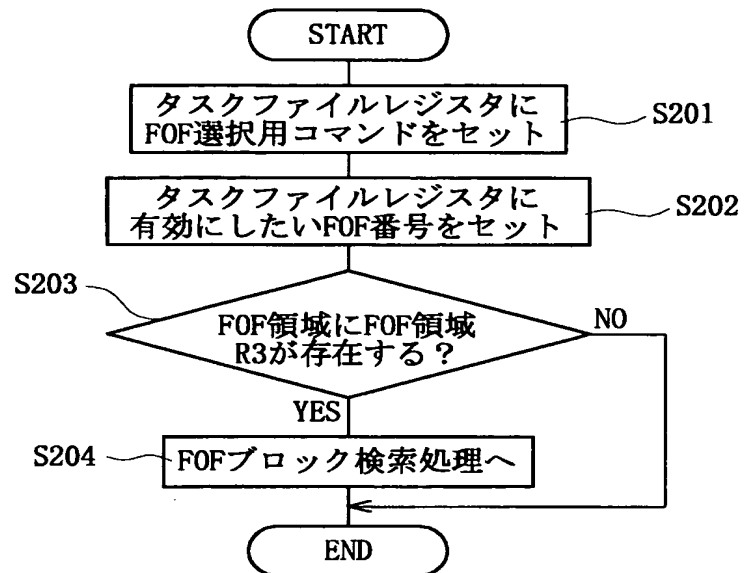 START
タスクファイルレジスタに
FOF選択用コマンドをセット
S201
タスクファイルレジスタに
有効にしたいFOF番号をセット
S202
S203
FOF領域にFOF領域
R3が存在する？
NO
YES
S204
FOFブロック検索処理へ
END